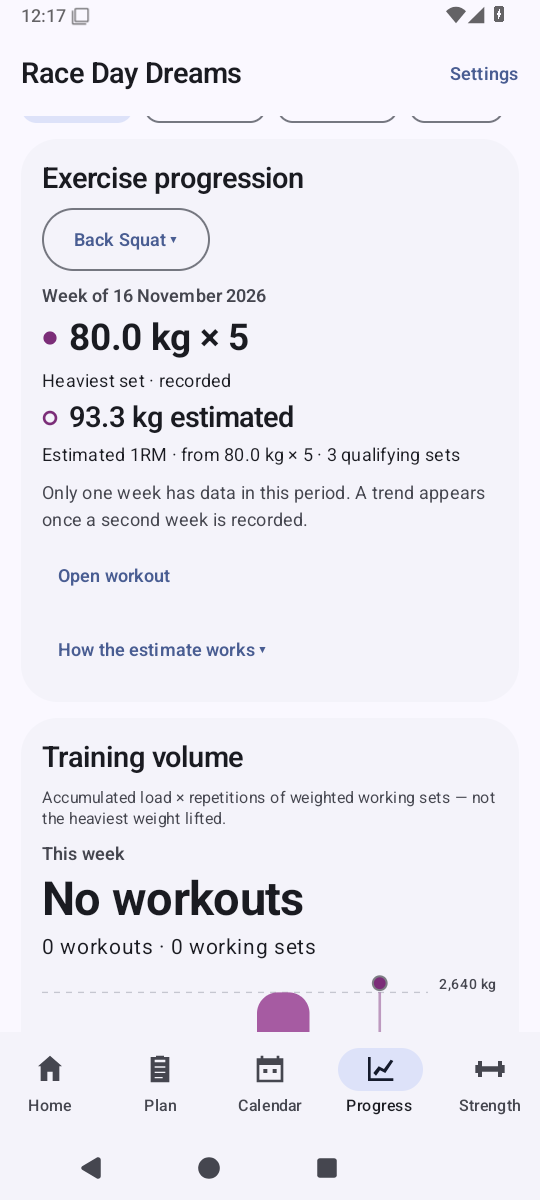 12:17
Race Day Dreams
Settings
Exercise progression
Back Squat ▾
Week of 16 November 2026
80.0 kg × 5
Heaviest set · recorded
93.3 kg estimated
Estimated 1RM · from 80.0 kg × 5 · 3 qualifying sets
Only one week has data in this period. A trend appears
once a second week is recorded.
Open workout
How the estimate works ▾
Training volume
Accumulated load × repetitions of weighted working sets — not
the heaviest weight lifted.
This week
No workouts
0 workouts · 0 working sets
2,640 kg
Home
Plan
Calendar
Progress
Strength